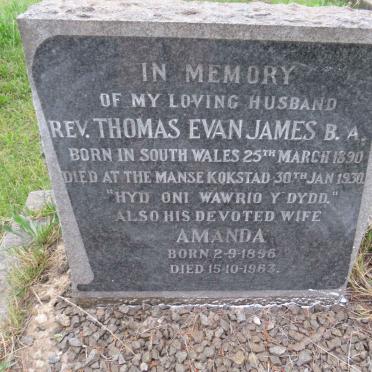 IN MEMORY
OF MY LOVING HUSBAND
REV. THOMAS EVAN JAMES B.A.
BORN IN SOUTH WALES 25TH MARCH 1890
DIED AT THE MANSE KOKSTAD 30TH JAN 1930.
"HYD ONI WAWRIO Y DYDD."
ALSO HIS DEVOTED WIFE
AMANDA
BORN 2-9-1896
DIED 15-10-1963.